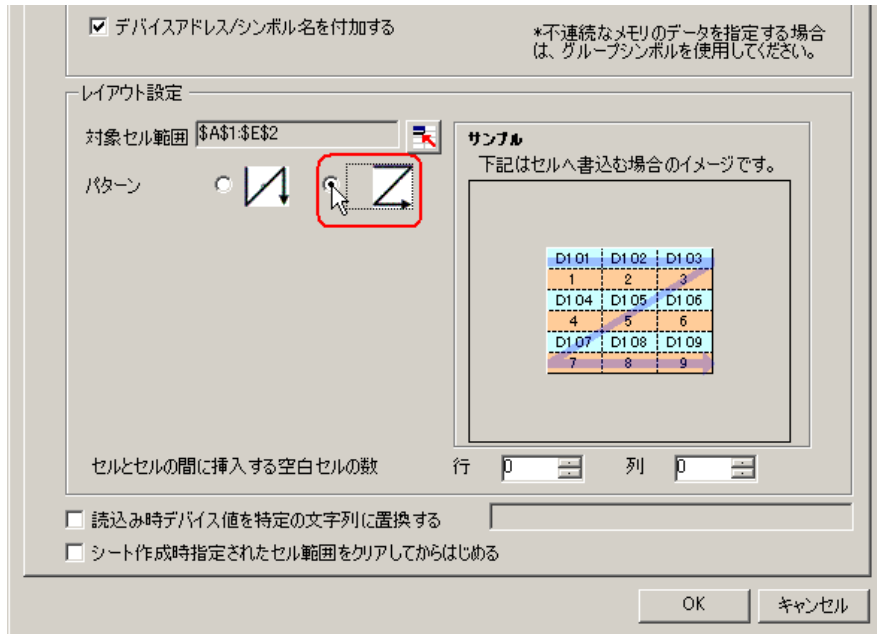 デバイスアドレス/シンボル名を付加する
*不連続なメモリのデータを指定する場合
は、グループシンボルを使用してください。
レイアウト設定
対象セル範囲 $A$1:$E$2
パターン
サンプル
下記はセルへ書込む場合のイメージです。
D101 D102 D103
1 2 3
D104 D105 D106
4 5 6
D107 D108 D109
7 8 9
セルとセルの間に挿入する空白セルの数 行 0 列 0
読込み時デバイス値を特定の文字列に置換する
シート作成時指定されたセル範囲をクリアしてからはじめる
OK キャンセル